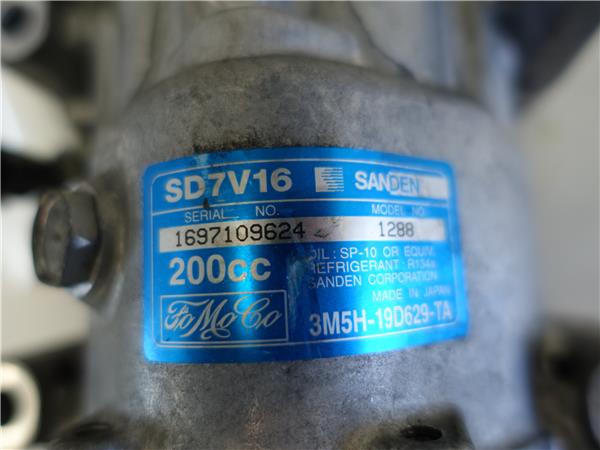 SD7V16 SANDEN
SERIAL NO. MODEL NO.
1697109624 1288
200cc OIL : SP-10 OR EQUIV.
REFRIGERANT : R134a
SANDEN CORPORATION
MADE IN JAPAN
FoMoCo 3M5H-19D629-TA